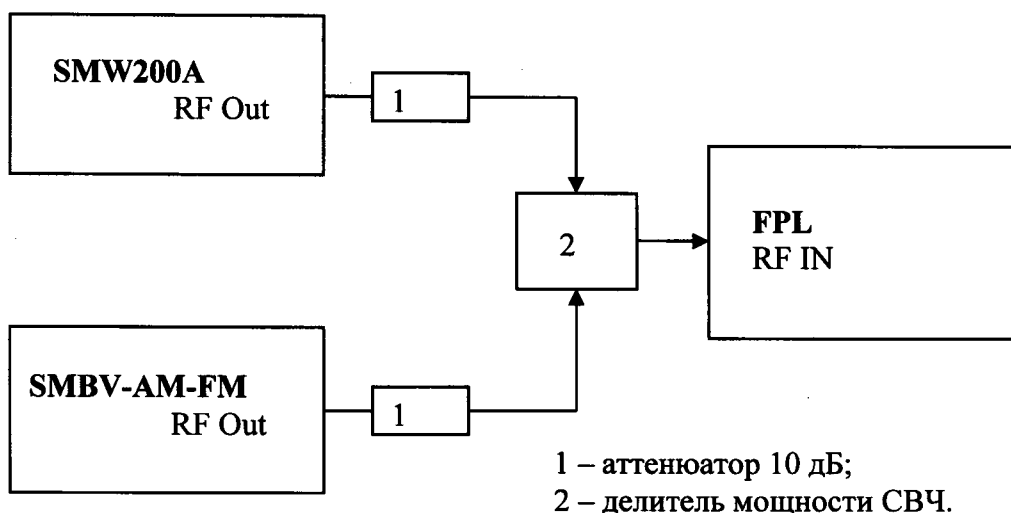 SMW200A
RF Out
1
2
FPL
RF IN
SMBV-AM-FM
RF Out
1
1 – аттенюатор 10 дБ;
2 – делитель мощности СВЧ.